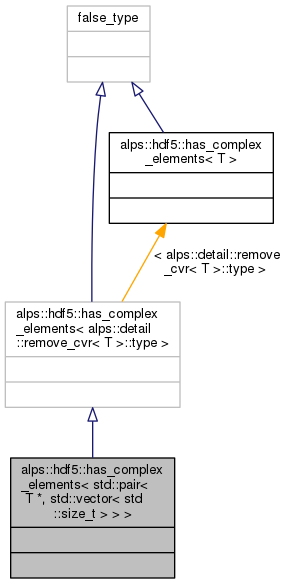 false_type
alps::hdf5::has_complex
_elements< T >
< alps::detail::remove
_cvr< T >::type >
alps::hdf5::has_complex
_elements< alps::detail
::remove_cvr< T >::type >
alps::hdf5::has_complex
_elements< std::pair<
T *, std::vector< std
::size_t > > >